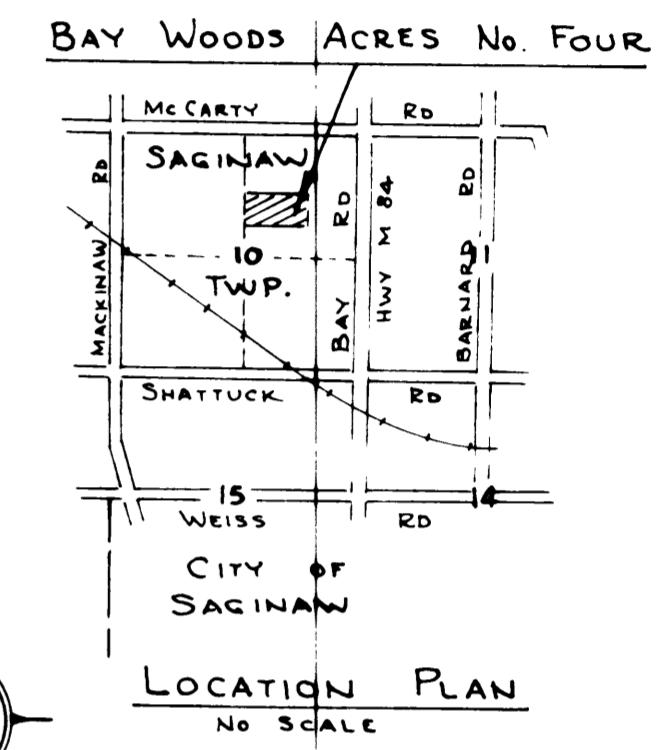 BAY WOODS ACRES NO. FOUR
McCARTY RD
SAGINAW
RD
MACKINAW
10
TWP.
BAY RD
HWY M 84
BARNARD RD
11
SHATTUCK RD
15
14
WEISS RD
CITY OF
SAGINAW
LOCATION PLAN
NO SCALE